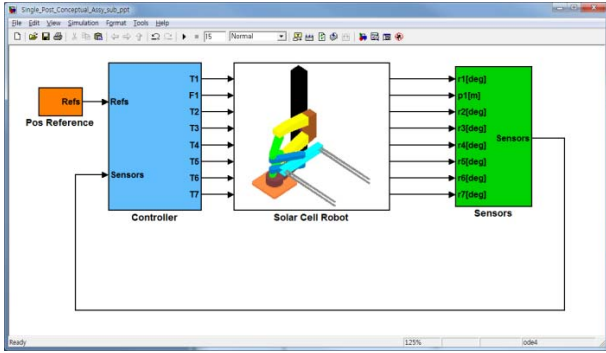 Single_Post_Conceptual_Assy_sub_ppt
File Edit View Simulation Format Tools Help
15 Normal
Refs
Pos Reference
Refs
Sensors
Controller
T1
F1
T2
T3
T4
T5
T6
T7
Solar Cell Robot
r1[deg]
p1[m]
r2[deg]
r3[deg]
r4[deg]
r5[deg]
r6[deg]
r7[deg]
Sensors
Sensors
Ready 125% ode4